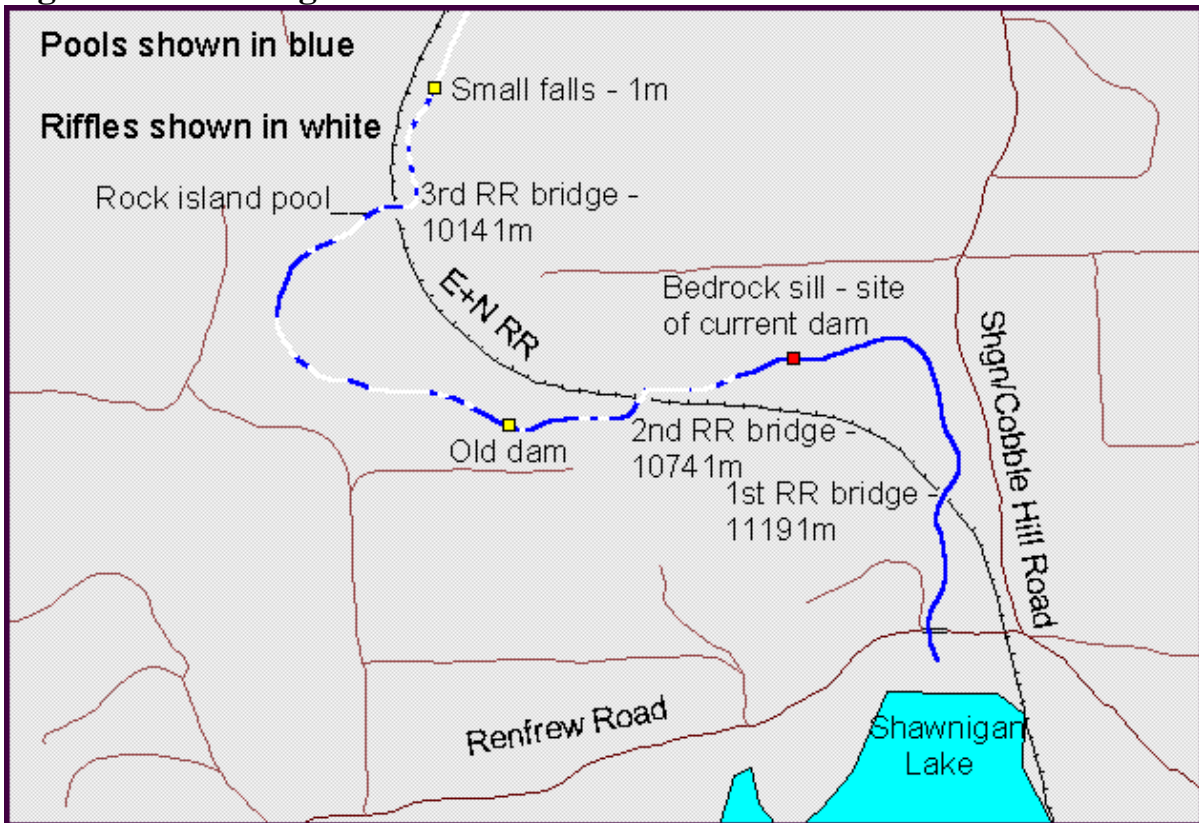 Pools shown in blue
Small falls - 1m
Riffles shown in white
Rock island pool
3rd RR bridge -
10141m
E+N RR
Bedrock sill - site
of current dam
Shgn/Cobble Hill Road
Old dam
2nd RR bridge -
10741m
1st RR bridge -
11191m
Renfrew Road
Shawnigan
Lake